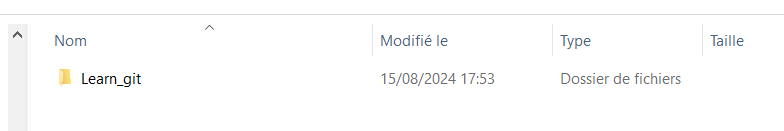 Nom Modifié le Type Taille
Learn_git 15/08/2024 17:53 Dossier de fichiers